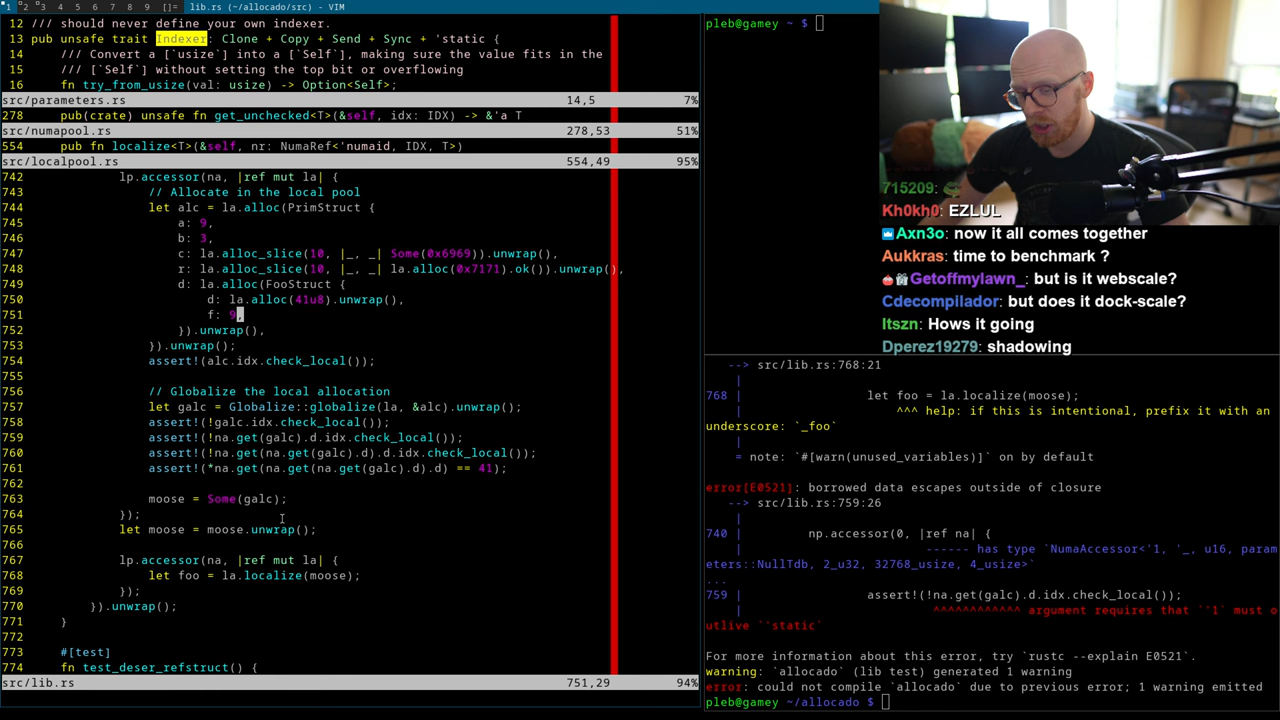 1 2 3 4 5 6 7 8 9 []= lib.rs (~/allocado/src) - VIM
12 /// should never define your own indexer.
13 pub unsafe trait Indexer: Clone + Copy + Send + Sync + 'static {
14     /// Convert a [`usize`] into a [`Self`], making sure the value fits in the
15     /// [`Self`] without setting the top bit or overflowing
16     fn try_from_usize(val: usize) -> Option<Self>;
src/parameters.rs 14,5 7%
278     pub(crate) unsafe fn get_unchecked<T>(&self, idx: IDX) -> &'a T
src/numapool.rs 278,53 51%
554     pub fn localize<T>(&self, nr: NumaRef<'numaid, IDX, T>)
src/localpool.rs 554,49 95%
742             lp.accessor(na, |ref mut la| {
743                 // Allocate in the local pool
744                 let alc = la.alloc(PrimStruct {
745                     a: 9,
746                     b: 3,
747                     c: la.alloc_slice(10, |_, _| Some(0x6969)).unwrap(),
748                     r: la.alloc_slice(10, |_, _| la.alloc(0x7171).ok()).unwrap(),
749                     d: la.alloc(FooStruct {
750                         d: la.alloc(41u8).unwrap(),
751                         f: 9,
752                     }).unwrap(),
753                 }).unwrap();
754                 assert!(alc.idx.check_local());
755
756                 // Globalize the local allocation
757                 let galc = Globalize::globalize(la, &alc).unwrap();
758                 assert!(!galc.idx.check_local());
759                 assert!(!na.get(galc).d.idx.check_local());
760                 assert!(!na.get(na.get(galc).d).d.idx.check_local());
761                 assert!(*na.get(na.get(na.get(galc).d).d) == 41);
762
763                 moose = Some(galc);
764             });
765             let moose = moose.unwrap();
766
767             lp.accessor(na, |ref mut la| {
768                 let foo = la.localize(moose);
769             });
770         }).unwrap();
771     }
772
773     #[test]
774     fn test_deser_refstruct() {
src/lib.rs 751,29 94%
pleb@gamey ~ $
715209:
Kh0kh0: EZLUL
Axn3o: now it all comes together
Aukkras: time to benchmark ?
Getoffmylawn_: but is it webscale?
Cdecompilador: but does it dock-scale?
Itszn: Hows it going
Dperez19279: shadowing
--> src/lib.rs:768:21
|
768 |                 let foo = la.localize(moose);
|                     ^^^ help: if this is intentional, prefix it with an
underscore: `_foo`
|
= note: `#[warn(unused_variables)]` on by default
error[E0521]: borrowed data escapes outside of closure
--> src/lib.rs:759:26
|
740 |         np.accessor(0, |ref na| {
|                         ------ has type `NumaAccessor<'1, '_, u16, param
eters::NullTdb, 2_u32, 32768_usize, 4_usize>`
...
759 |                 assert!(!na.get(galc).d.idx.check_local());
|                          ^^^^^^^^^^^^ argument requires that `'1` must o
utlive `'static`
For more information about this error, try `rustc --explain E0521`.
warning: `allocado` (lib test) generated 1 warning
error: could not compile `allocado` due to previous error; 1 warning emitted
pleb@gamey ~/allocado $